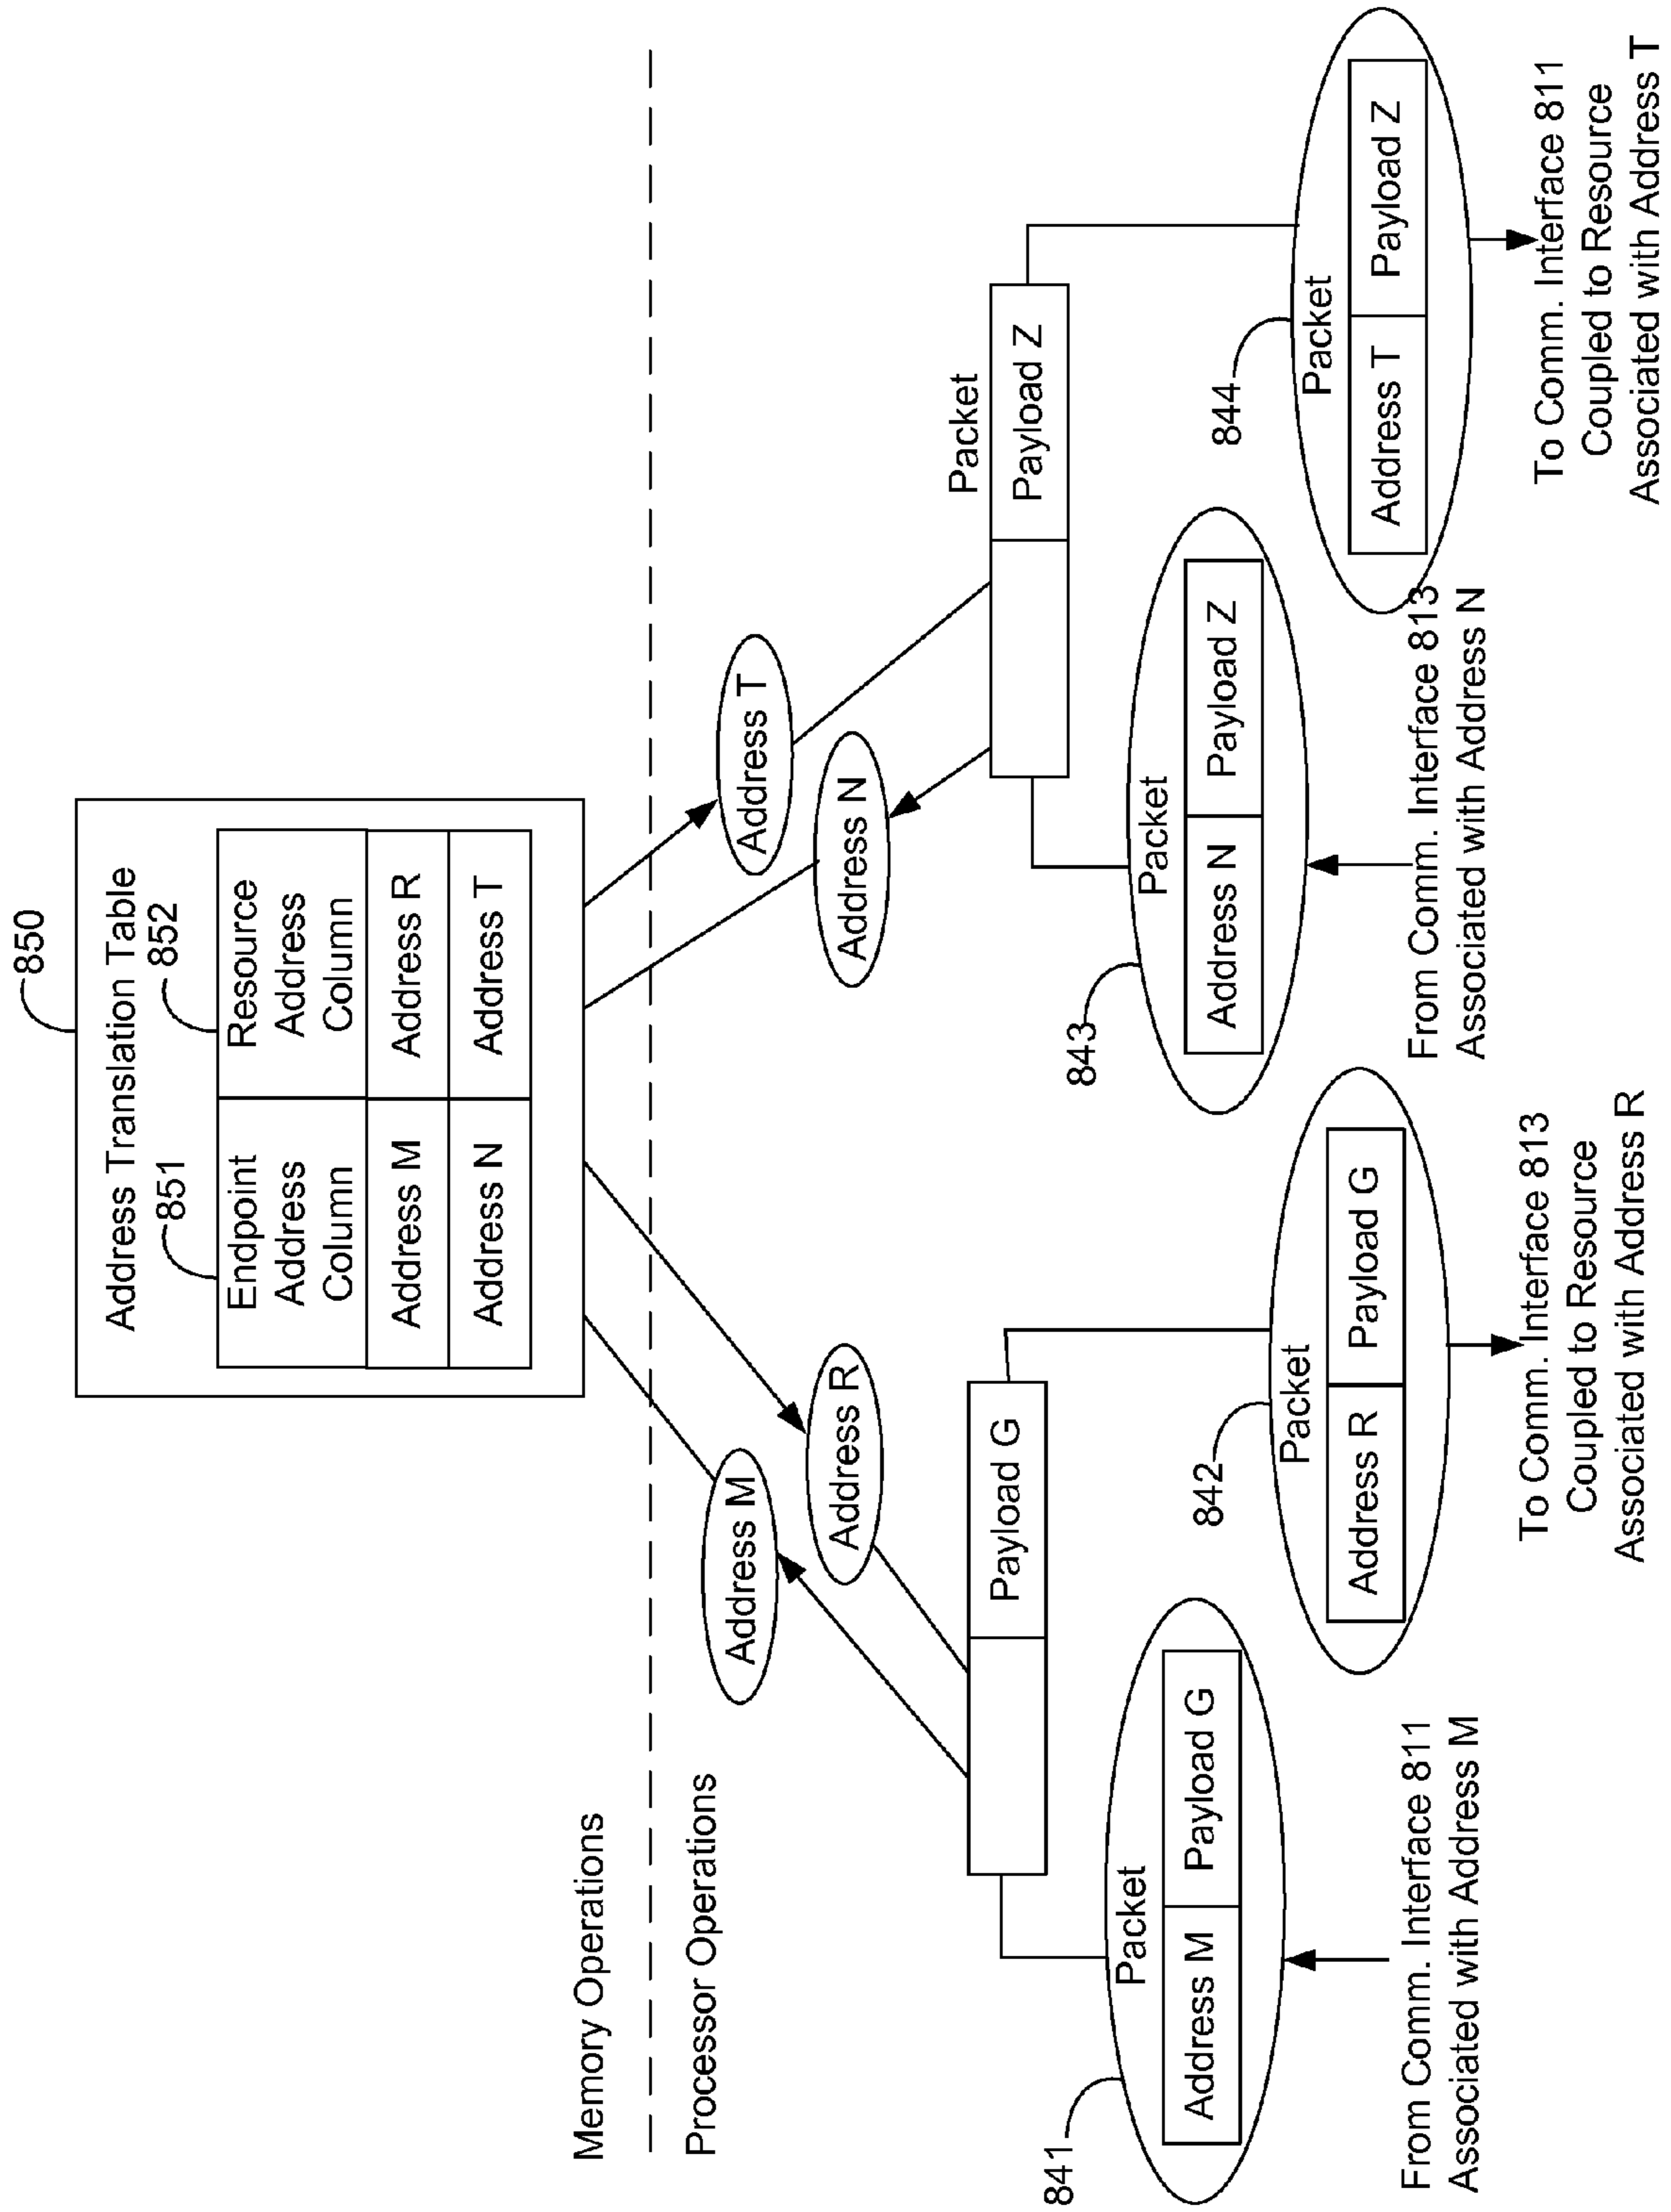 850
Address Translation Table
851
852
Endpoint
Address
Column
Resource
Address
Column
Address M
Address R
Address N
Address T
Memory Operations
Processor Operations
Address M
Address R
Address T
Address N
Payload G
Packet
Payload Z
841
Packet
Address M
Payload G
From Comm. Interface 811
Associated with Address M
842
Packet
Address R
Payload G
To Comm. Interface 813
Coupled to Resource
Associated with Address R
843
Packet
Address N
Payload Z
From Comm. Interface 813
Associated with Address N
844
Packet
Address T
Payload Z
To Comm. Interface 811
Coupled to Resource
Associated with Address T